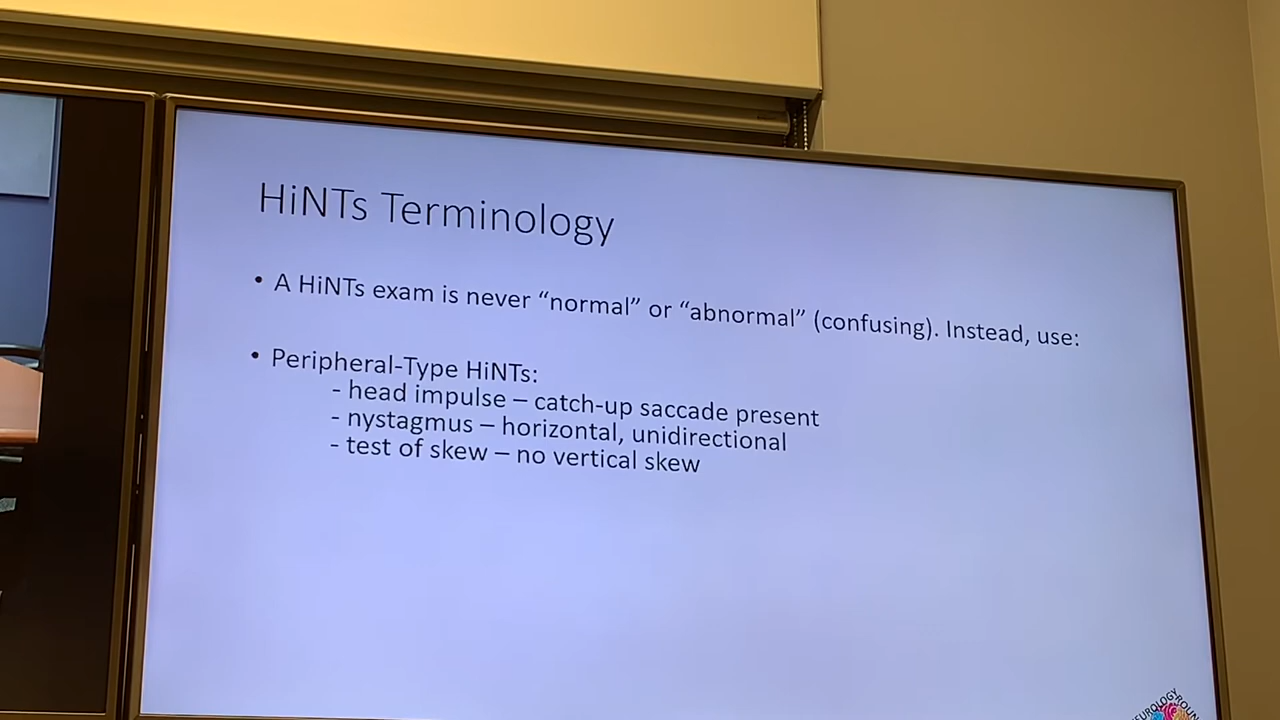 HiNTs Terminology
• A HiNTs exam is never “normal” or “abnormal” (confusing). Instead, use:
• Peripheral-Type HiNTs:
- head impulse – catch-up saccade present
- nystagmus – horizontal, unidirectional
- test of skew – no vertical skew